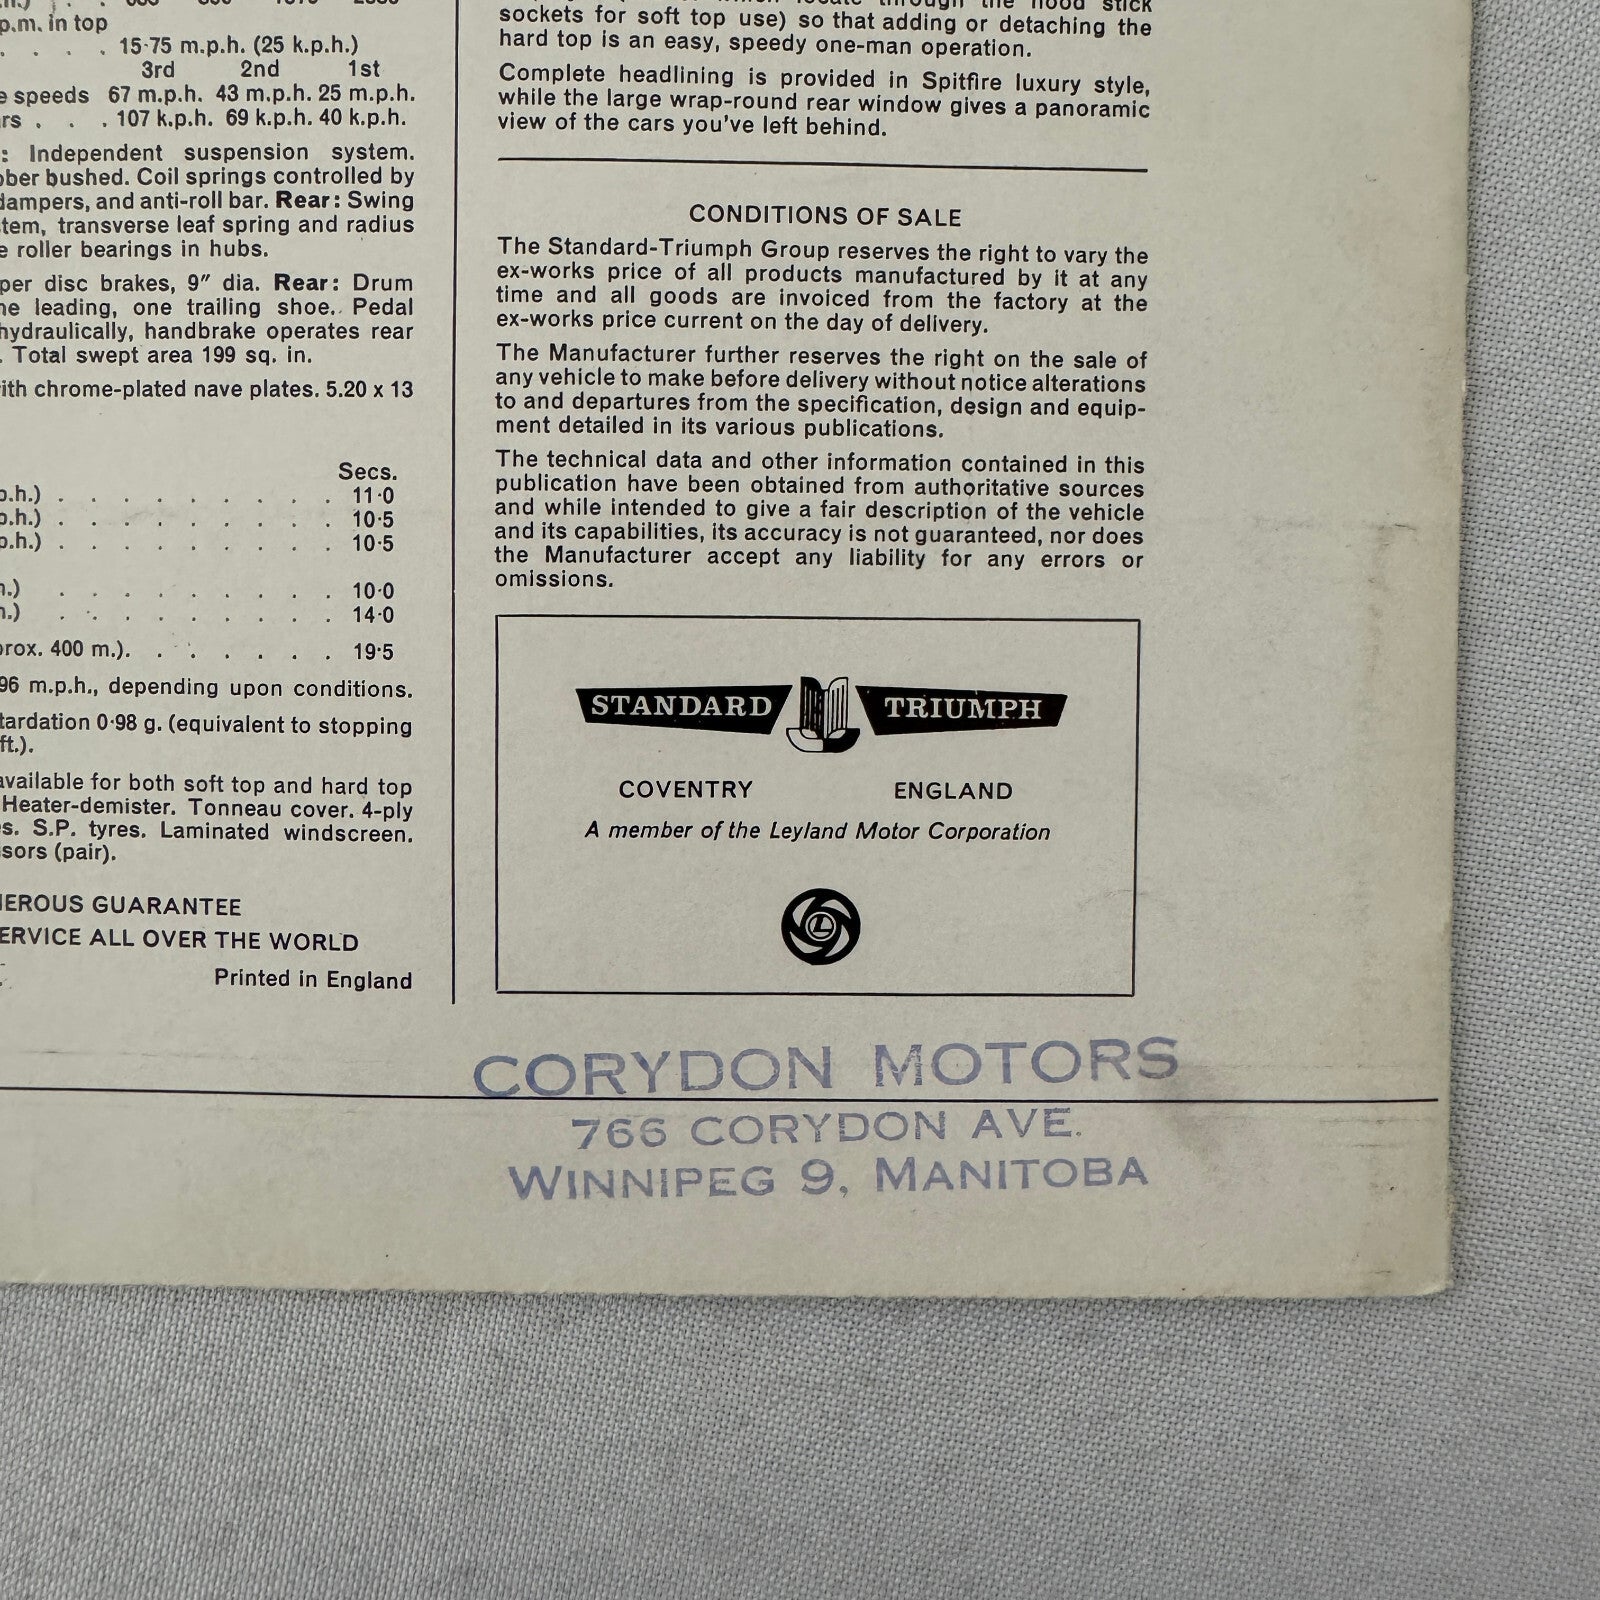 p.m. in top
. . . . 15·75 m.p.h. (25 k.p.h.)
3rd 2nd 1st
speeds 67 m.p.h. 43 m.p.h. 25 m.p.h.
. . . 107 k.p.h. 69 k.p.h. 40 k.p.h.
: Independent suspension system.
bushed. Coil springs controlled by
dampers, and anti-roll bar. Rear: Swing
transverse leaf spring and radius
roller bearings in hubs.
disc brakes, 9″ dia. Rear: Drum
leading, one trailing shoe. Pedal
hydraulically, handbrake operates rear
. Total swept area 199 sq. in.
ith chrome-plated nave plates. 5.20 x 13
Secs.
p.h.) . . . . . . . . . . 11·0
p.h.) . . . . . . . . . . 10·5
p.h.) . . . . . . . . . . 10·5
. . . . . . . . . . 10·0
. . . . . . . . . . 14·0
rox. 400 m.). . . . . . . . 19·5
96 m.p.h., depending upon conditions.
tardation 0·98 g. (equivalent to stopping
ft.).
available for both soft top and hard top
Heater-demister. Tonneau cover. 4-ply
s. S.P. tyres. Laminated windscreen.
sors (pair).
EROUS GUARANTEE
ERVICE ALL OVER THE WORLD
Printed in England
sockets for soft top use) so that adding or detaching the
hard top is an easy, speedy one-man operation.
Complete headlining is provided in Spitfire luxury style,
while the large wrap-round rear window gives a panoramic
view of the cars you've left behind.
CONDITIONS OF SALE
The Standard-Triumph Group reserves the right to vary the
ex-works price of all products manufactured by it at any
time and all goods are invoiced from the factory at the
ex-works price current on the day of delivery.
The Manufacturer further reserves the right on the sale of
any vehicle to make before delivery without notice alterations
to and departures from the specification, design and equip-
ment detailed in its various publications.
The technical data and other information contained in this
publication have been obtained from authoritative sources
and while intended to give a fair description of the vehicle
and its capabilities, its accuracy is not guaranteed, nor does
the Manufacturer accept any liability for any errors or
omissions.
STANDARD TRIUMPH
COVENTRY ENGLAND
A member of the Leyland Motor Corporation
L
CORYDON MOTORS
766 CORYDON AVE.
WINNIPEG 9, MANITOBA